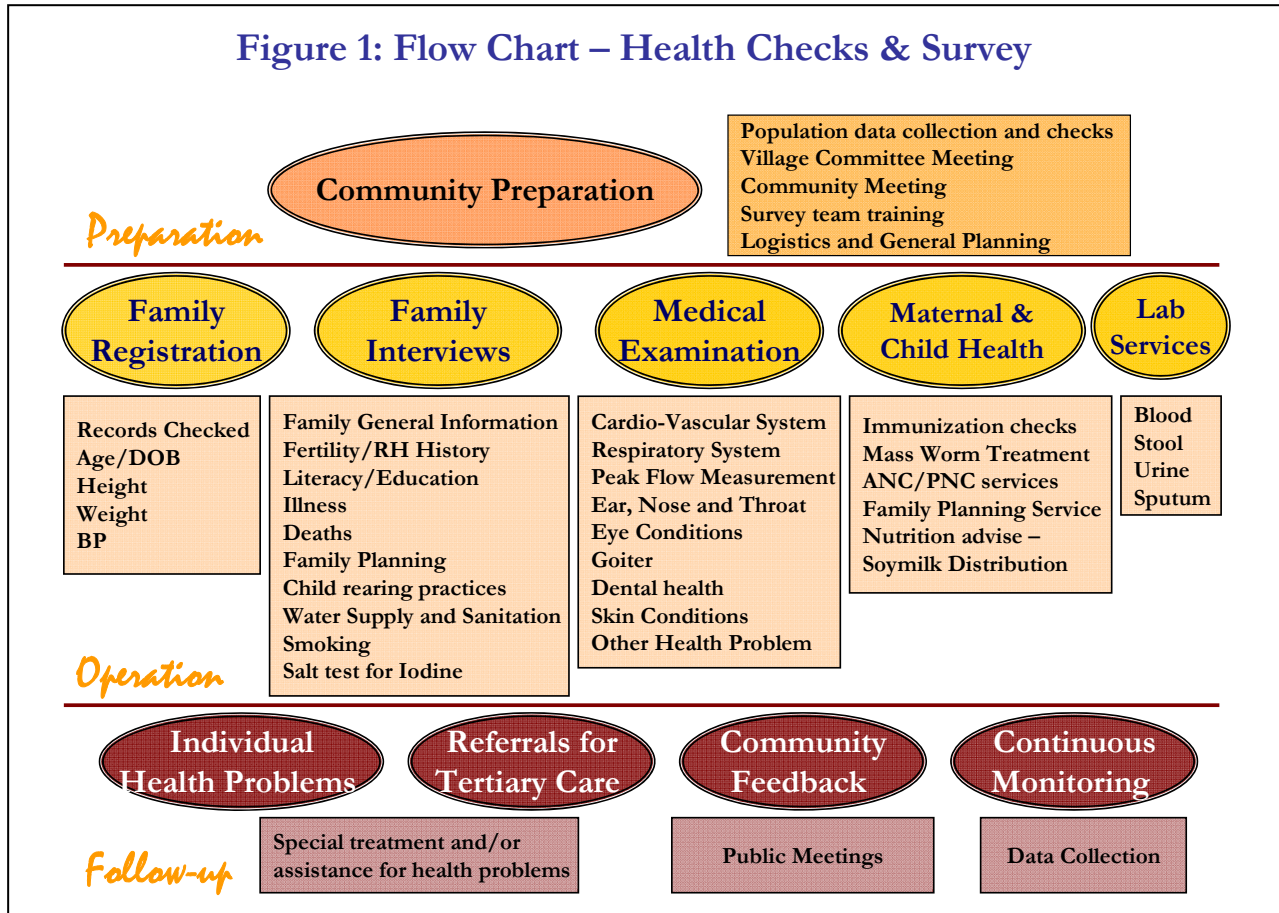 Figure 1: Flow Chart – Health Checks & Survey
Community Preparation
Population data collection and checks
Village Committee Meeting
Community Meeting
Survey team training
Logistics and General Planning
Preparation
Family
Registration
Family
Interviews
Medical
Examination
Maternal &
Child Health
Lab
Services
Records Checked
Age/DOB
Height
Weight
BP
Family General Information
Fertility/RH History
Literacy/Education
Illness
Deaths
Family Planning
Child rearing practices
Water Supply and Sanitation
Smoking
Salt test for Iodine
Cardio-Vascular System
Respiratory System
Peak Flow Measurement
Ear, Nose and Throat
Eye Conditions
Goiter
Dental health
Skin Conditions
Other Health Problem
Immunization checks
Mass Worm Treatment
ANC/PNC services
Family Planning Service
Nutrition advise –
Soymilk Distribution
Blood
Stool
Urine
Sputum
Operation
Individual
Health Problems
Referrals for
Tertiary Care
Community
Feedback
Continuous
Monitoring
Special treatment and/or
assistance for health problems
Public Meetings
Data Collection
Follow-up